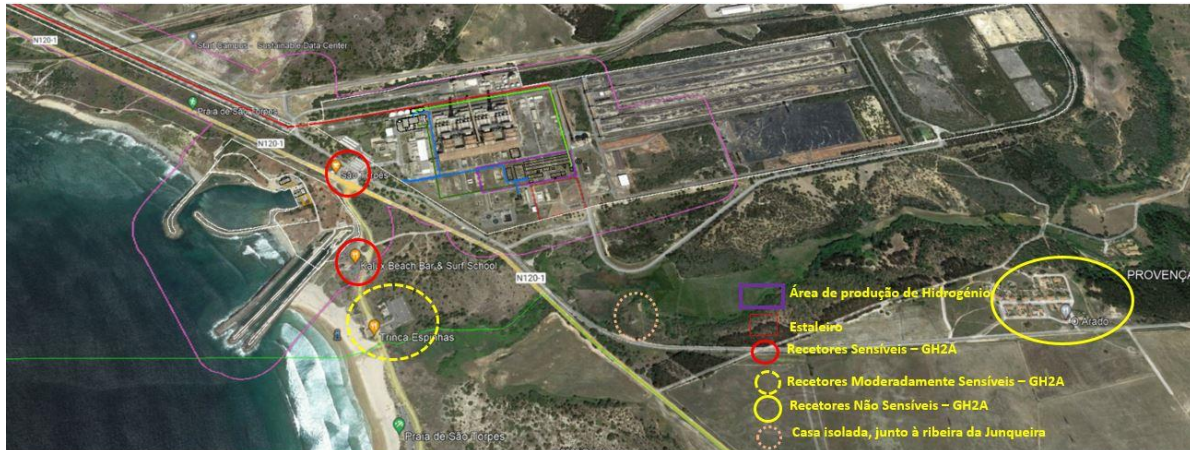 N120-1
Start Campus - Sustainable Data Center
Praia de São Torpes
N120-1
São Torpes
Kalux Beach Bar & Surf School
N120-1
PROVENÇA
Área de produção de Hidrogénio
O Arado
Trinca Espinhas
Estaleiro
Recetores Sensíveis – GH2A
Recetores Moderadamente Sensíveis – GH2A
Recetores Não Sensíveis – GH2A
Praia de São Torpes
Casa isolada, junto à ribeira da Junqueira